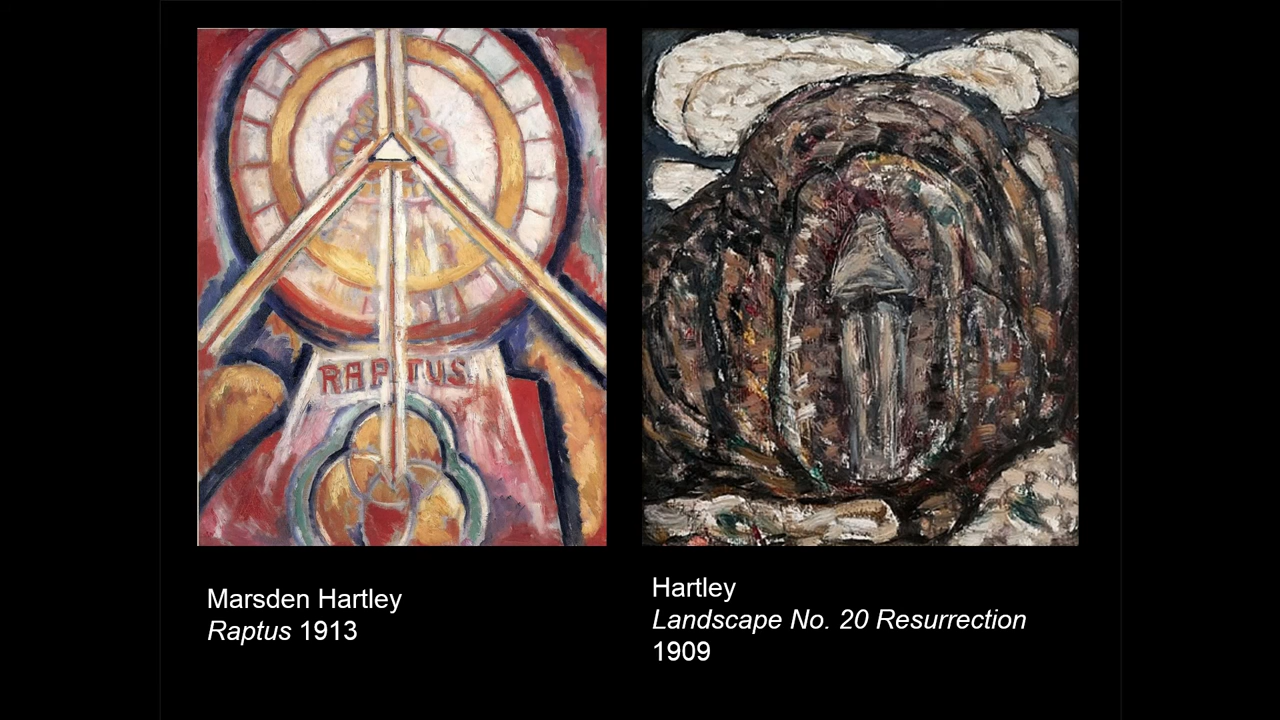 RAPTUS
Marsden Hartley
Raptus 1913
Hartley
Landscape No. 20 Resurrection
1909